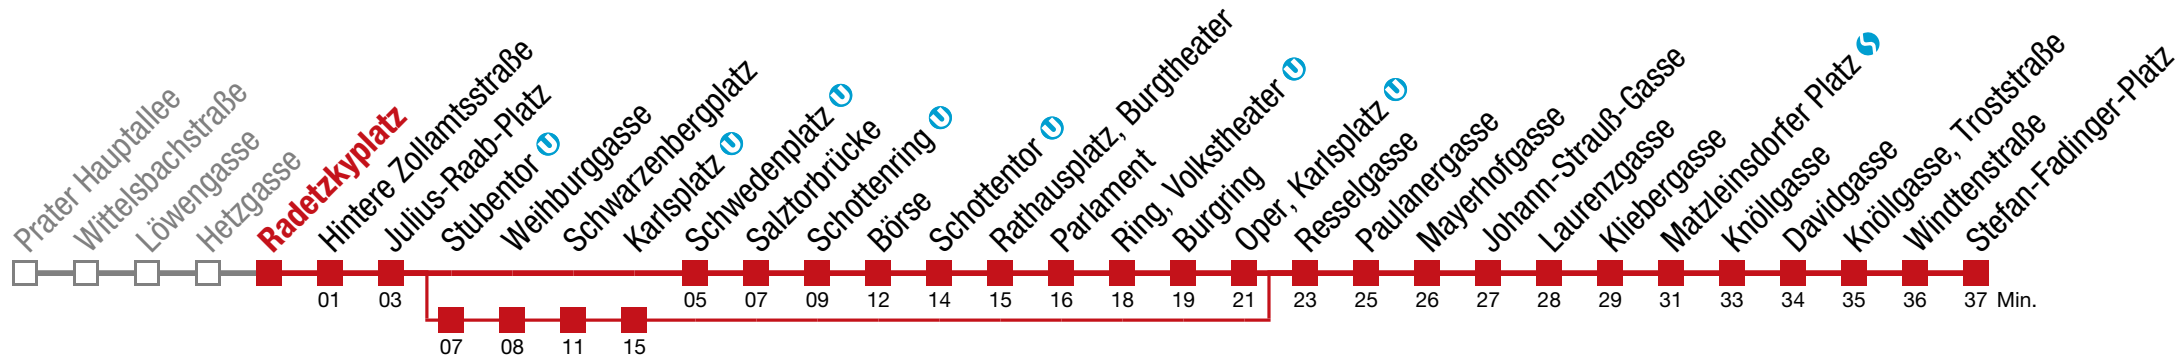 Prater Hauptallee
Wittelsbachstraße
Löwengasse
Hetzgasse
Radetzkyplatz
Hintere Zollamtsstraße
Julius-Raab-Platz
Stubentor U
Weihburggasse
Schwarzenbergplatz
Karlsplatz U
Schwedenplatz U
Salztorbrücke
Schottenring U
Börse
Schottentor U
Rathausplatz, Burgtheater
Parlament
Ring, Volkstheater U
Burgring
Oper, Karlsplatz U
Resselgasse
Paulanergasse
Mayerhofgasse
Johann-Strauß-Gasse
Laurenzgasse
Kliebergasse
Matzleinsdorfer Platz S
Knöllgasse
Davidgasse
Knöllgasse, Troststraße
Windtenstraße
Stefan-Fadinger-Platz
01 03 05 07 09 12 14 15 16 18 19 21 23 25 26 27 28 29 31 33 34 35 36 37 Min.
07 08 11 15